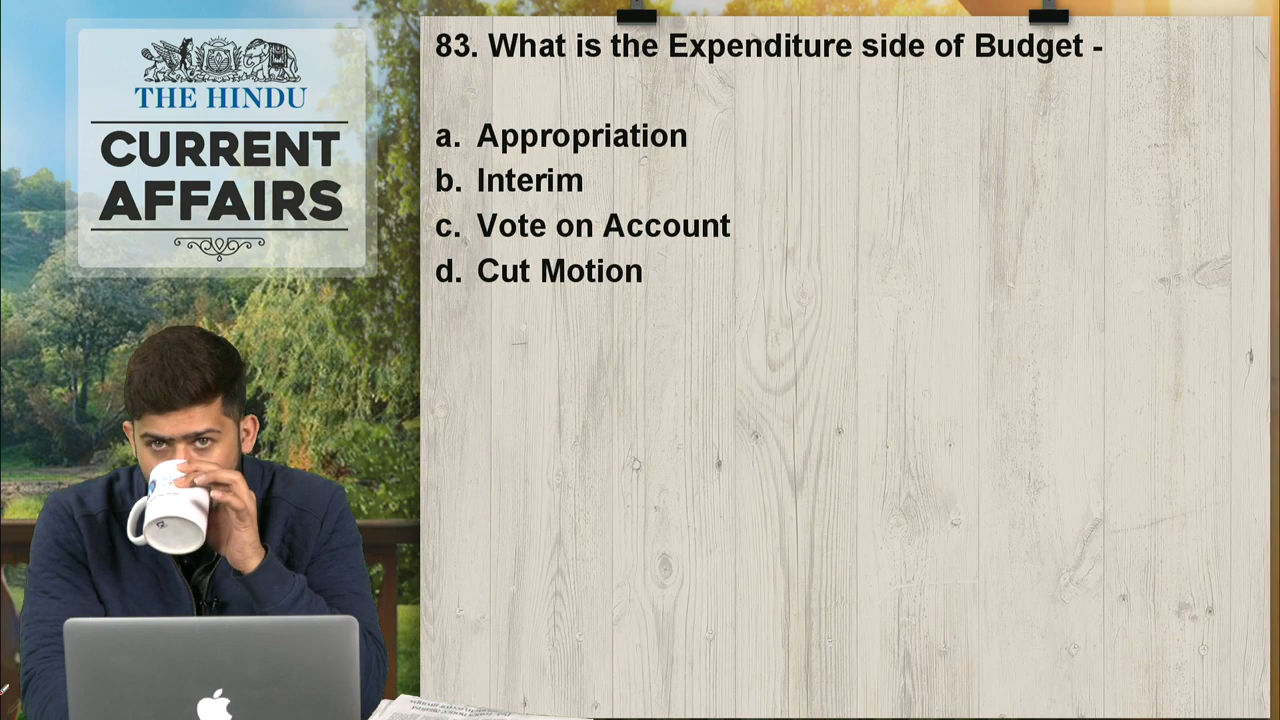 THE HINDU
CURRENT
AFFAIRS
83. What is the Expenditure side of Budget -
a. Appropriation
b. Interim
c. Vote on Account
d. Cut Motion